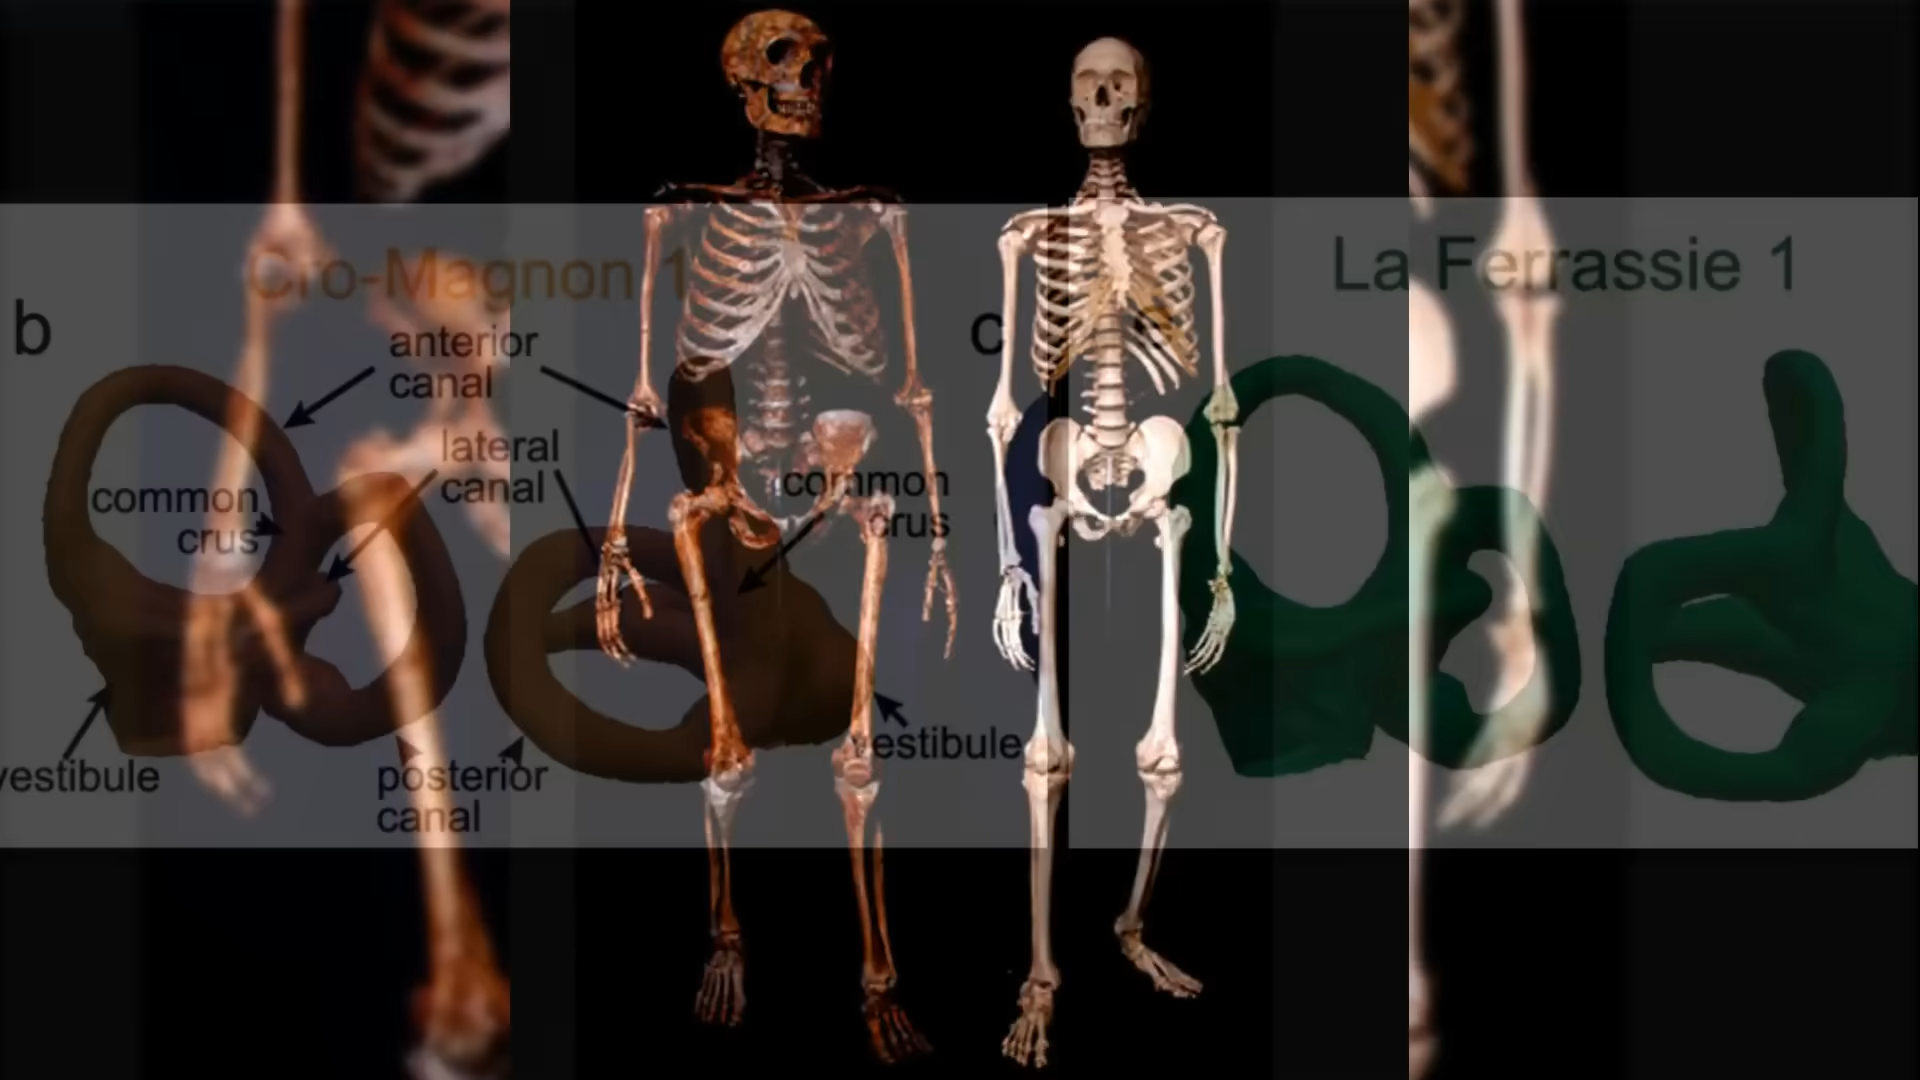 Cro-Magnon 1
La Ferrassie 1
b
c
anterior
canal
lateral
canal
common
crus
common
crus
vestibule
vestibule
posterior
canal